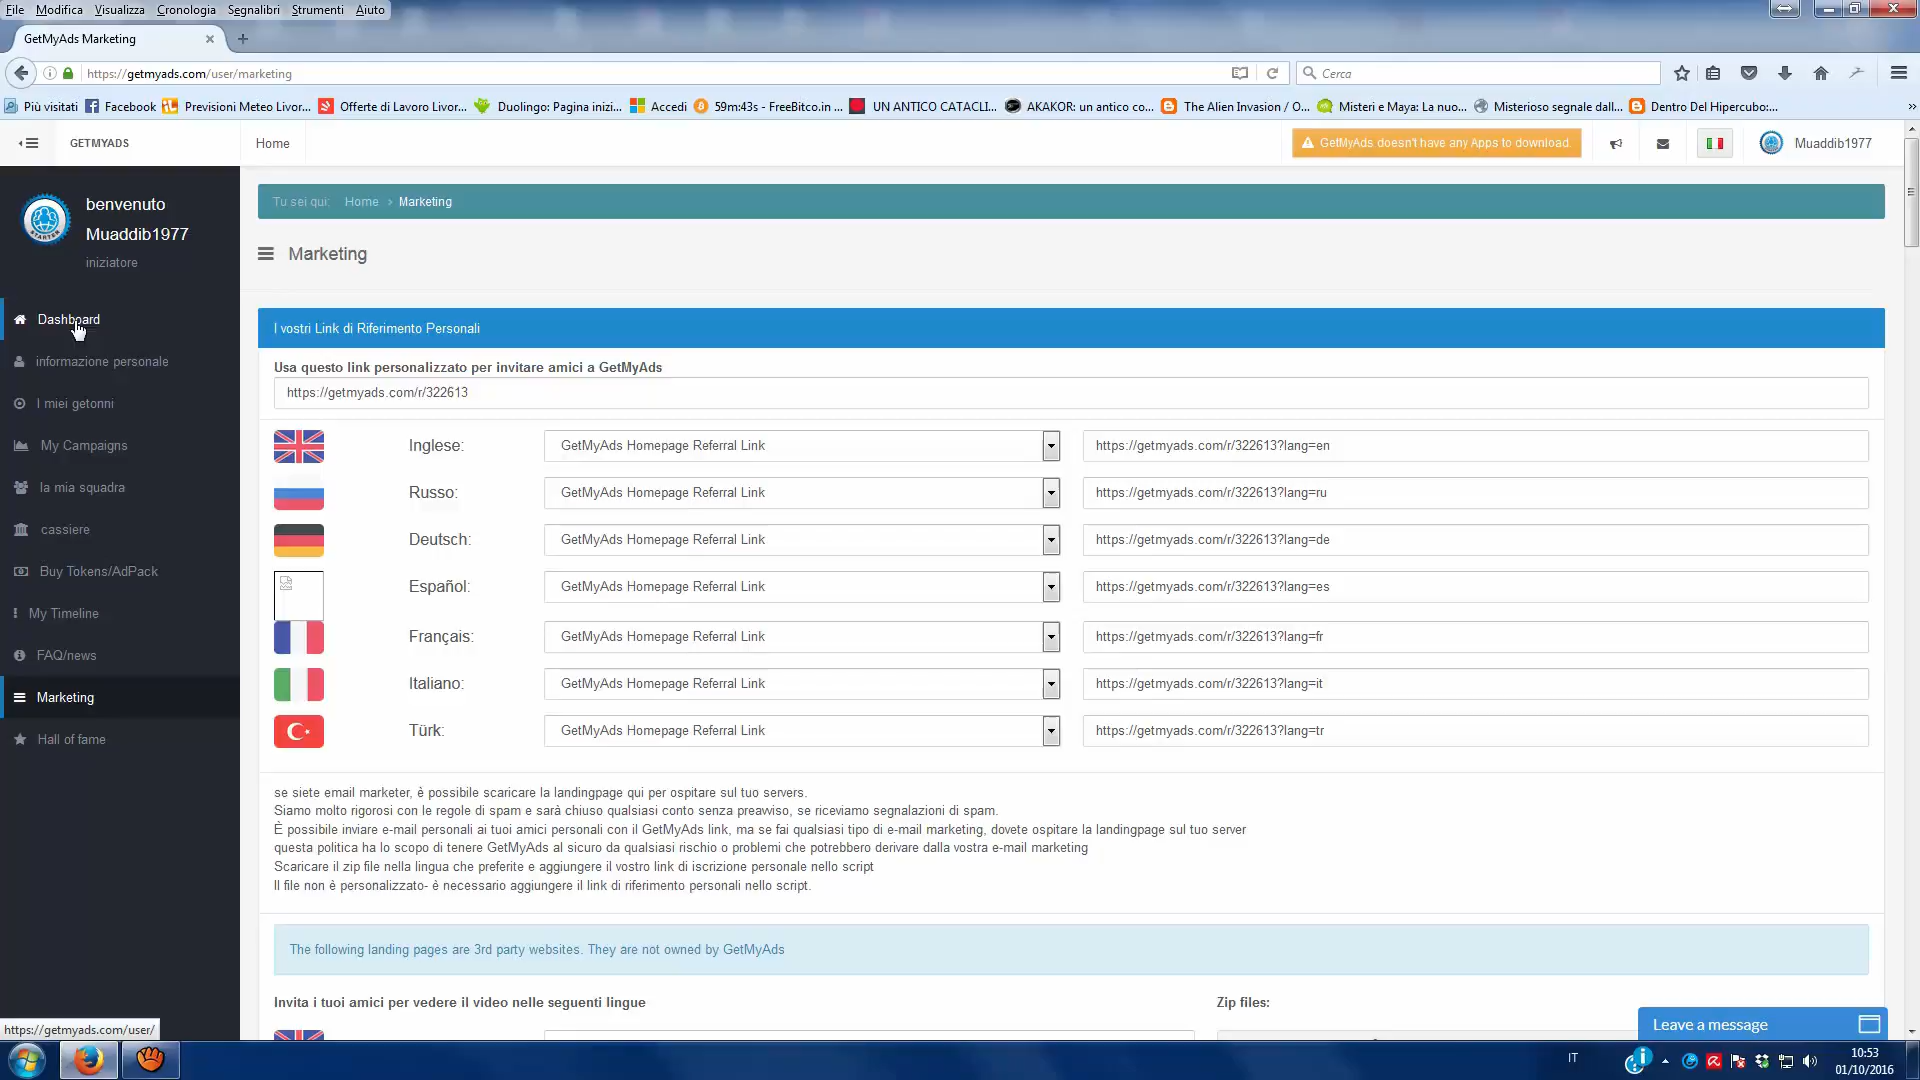 File Modifica Visualizza Cronologia Segnalibri Strumenti Aiuto
GetMyAds Marketing
https://getmyads.com/user/marketing
Cerca
Più visitati Facebook Previsioni Meteo Livor... Offerte di Lavoro Livor... Duolingo: Pagina inizi... Accedi 59m:43s - FreeBitco.in ... UN ANTICO CATACLI... AKAKOR: un antico co... The Alien Invasion / O... Misteri e Maya: La nuo... Misterioso segnale dall... Dentro Del Hipercubo:...
GETMYADS
Home
GetMyAds doesn't have any Apps to download.
Muaddib1977
benvenuto
Muaddib1977
iniziatore
Dashboard
informazione personale
I miei getonni
My Campaigns
la mia squadra
cassiere
Buy Tokens/AdPack
My Timeline
FAQ/news
Marketing
Hall of fame
Tu sei qui: Home › Marketing
Marketing
I vostri Link di Riferimento Personali
Usa questo link personalizzato per invitare amici a GetMyAds
https://getmyads.com/r/322613
Inglese: GetMyAds Homepage Referral Link https://getmyads.com/r/322613?lang=en
Russo: GetMyAds Homepage Referral Link https://getmyads.com/r/322613?lang=ru
Deutsch: GetMyAds Homepage Referral Link https://getmyads.com/r/322613?lang=de
Español: GetMyAds Homepage Referral Link https://getmyads.com/r/322613?lang=es
Français: GetMyAds Homepage Referral Link https://getmyads.com/r/322613?lang=fr
Italiano: GetMyAds Homepage Referral Link https://getmyads.com/r/322613?lang=it
Türk: GetMyAds Homepage Referral Link https://getmyads.com/r/322613?lang=tr
se siete email marketer, è possibile scaricare la landingpage qui per ospitare sul tuo servers.
Siamo molto rigorosi con le regole di spam e sarà chiuso qualsiasi conto senza preavviso, se riceviamo segnalazioni di spam.
È possibile inviare e-mail personali ai tuoi amici personali con il GetMyAds link, ma se fai qualsiasi tipo di e-mail marketing, dovete ospitare la landingpage sul tuo server
questa politica ha lo scopo di tenere GetMyAds al sicuro da qualsiasi rischio o problemi che potrebbero derivare dalla vostra e-mail marketing
Scaricare il zip file nella lingua che preferite e aggiungere il vostro link di iscrizione personale nello script
Il file non è personalizzato- è necessario aggiungere il link di riferimento personali nello script.
The following landing pages are 3rd party websites. They are not owned by GetMyAds
Invita i tuoi amici per vedere il video nelle seguenti lingue
Zip files:
Leave a message
https://getmyads.com/user/
IT
10:53
01/10/2016